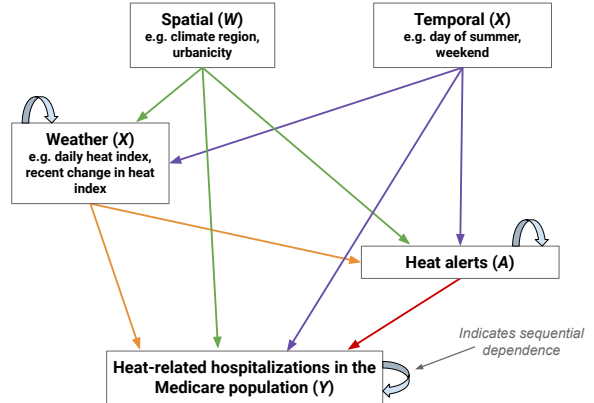 Spatial (W)
e.g. climate region,
urbanicity
Temporal (X)
e.g. day of summer,
weekend
Weather (X)
e.g. daily heat index,
recent change in heat
index
Heat alerts (A)
Indicates sequential
dependence
Heat-related hospitalizations in the
Medicare population (Y)